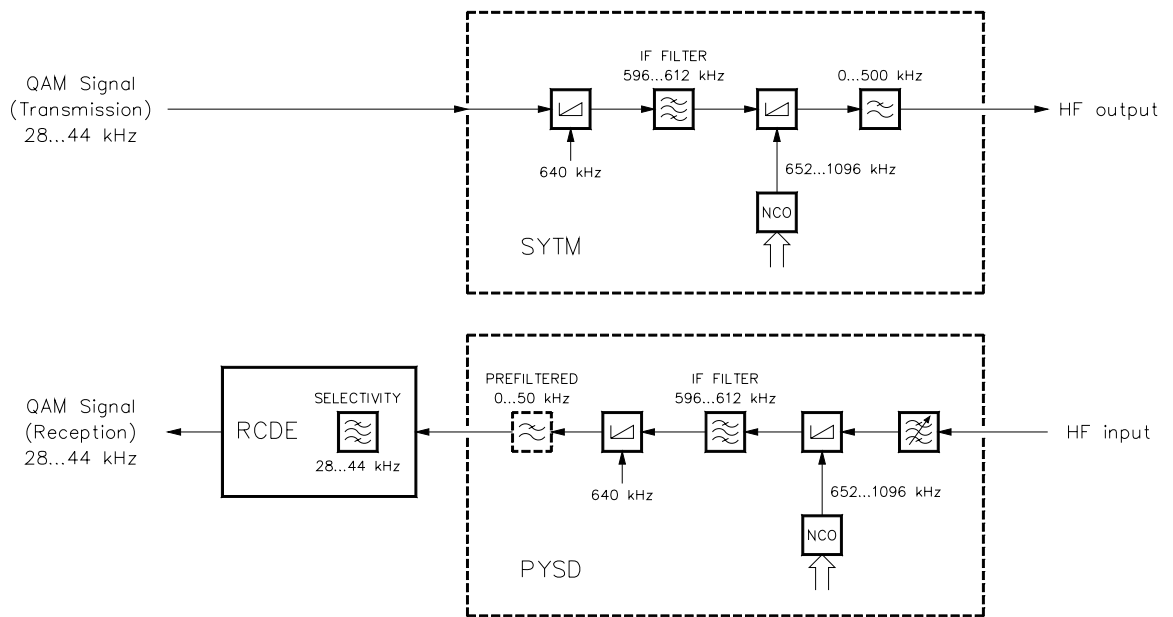 QAM Signal
(Transmission)
28...44 kHz
IF FILTER
596...612 kHz
0...500 kHz
HF output
640 kHz
652...1096 kHz
NCO
SYTM
QAM Signal
(Reception)
28...44 kHz
RCDE
SELECTIVITY
28...44 kHz
PREFILTERED
0...50 kHz
IF FILTER
596...612 kHz
HF input
640 kHz
652...1096 kHz
NCO
PYSD